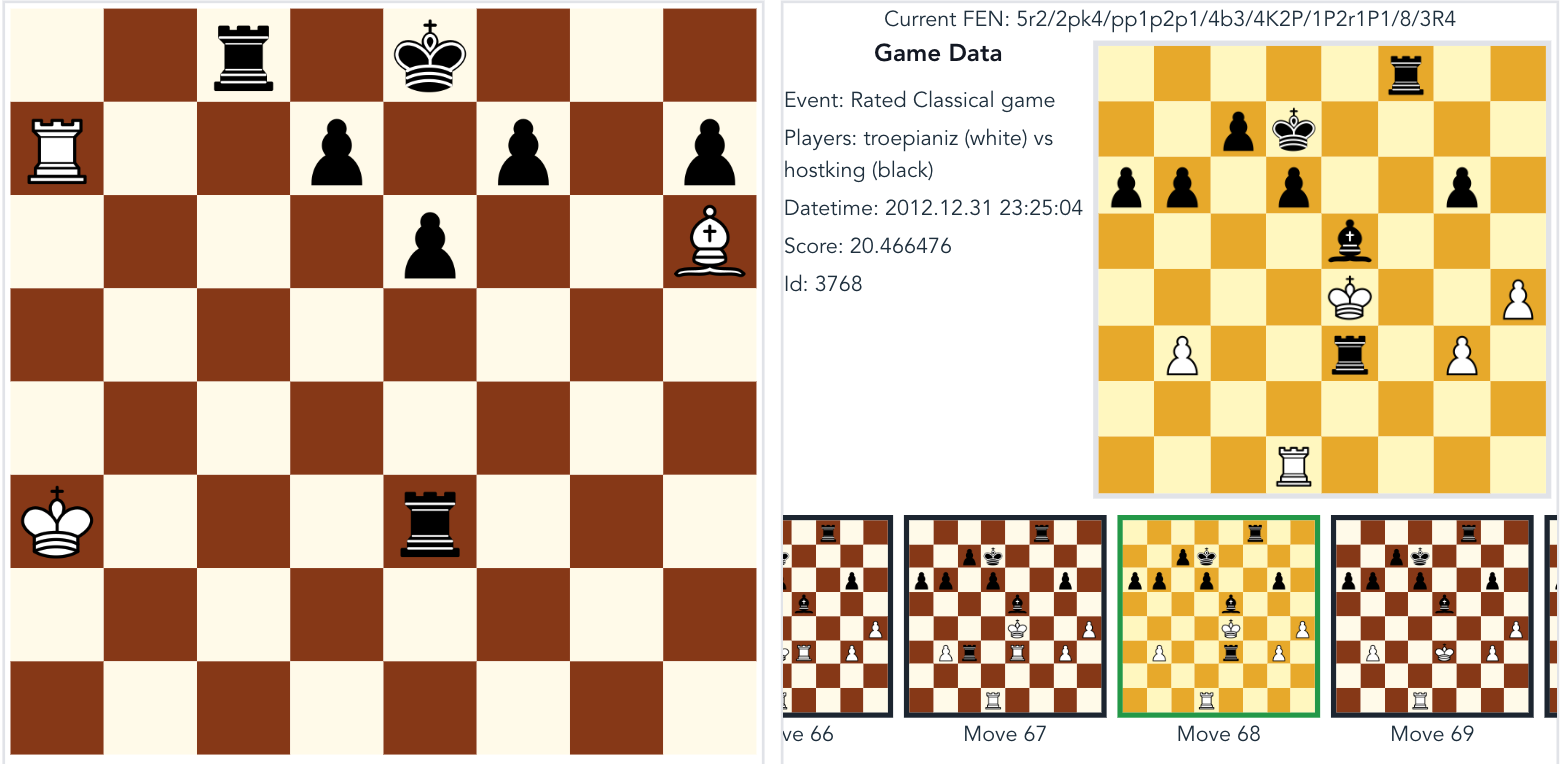 Current FEN: 5r2/2pk4/pp1p2p1/4b3/4K2P/1P2r1P1/8/3R4
Game Data
Event: Rated Classical game
Players: troepianiz (white) vs
hostking (black)
Datetime: 2012.12.31 23:25:04
Score: 20.466476
Id: 3768
ve 66
Move 67
Move 68
Move 69